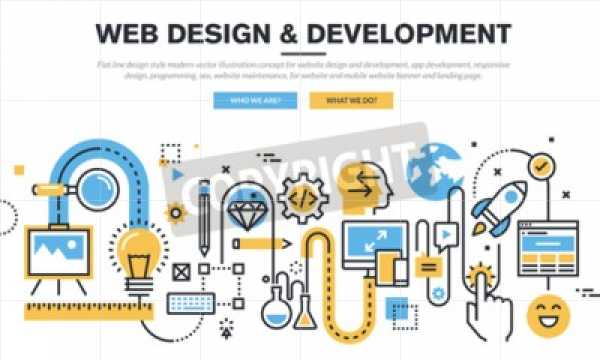 WEB DESIGN & DEVELOPMENT
Flat line design style modern vector illustration concept for website design and development, app development, responsive
design, programming, seo, website maintenance, for website and mobile website banner and landing page.
WHO WE ARE?
WHAT WE DO?
COPYRIGHT